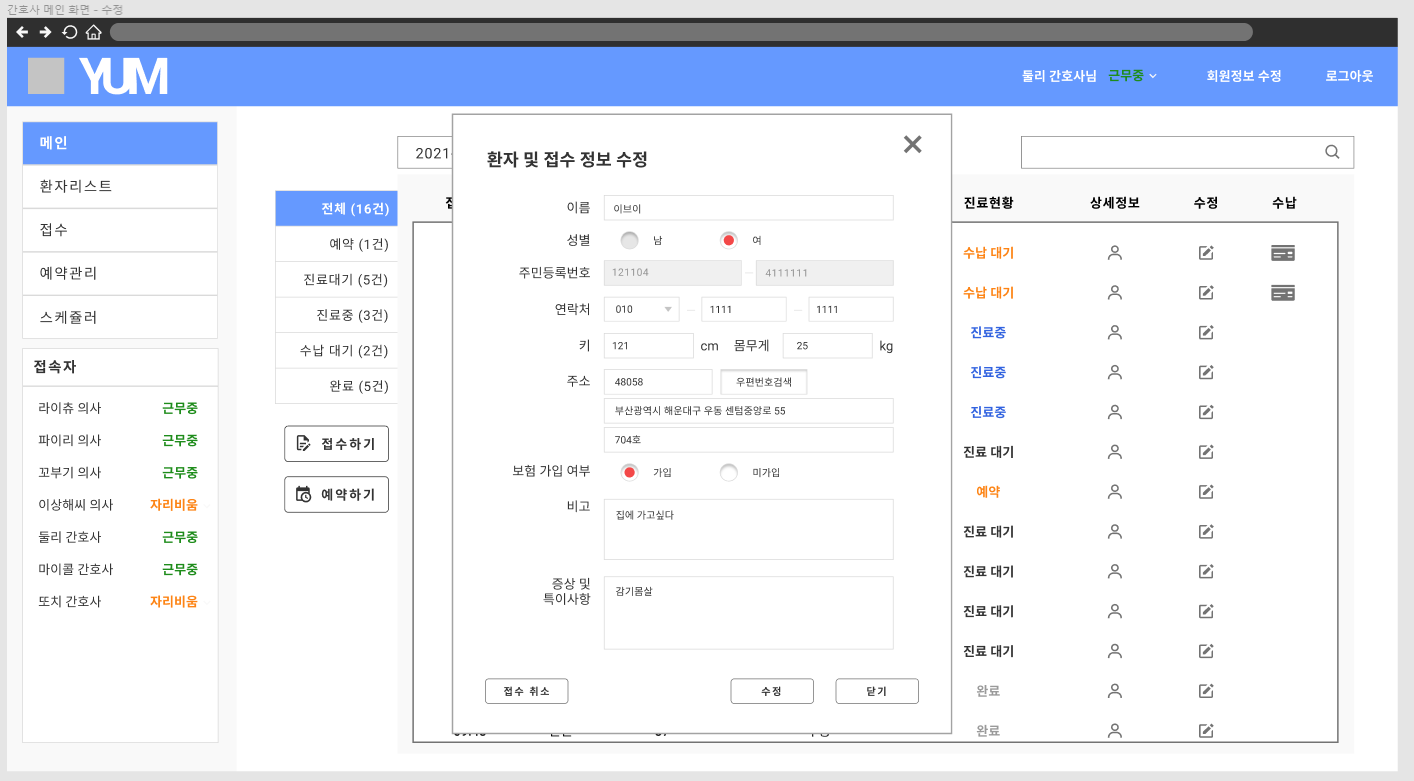 간호사 메인 화면 - 수정
YUM
둘리 간호사님 근무중 회원정보 수정 로그아웃
메인
환자리스트
접수
예약관리
스케쥴러
접속자
라이츄 의사 근무중
파이리 의사 근무중
꼬부기 의사 근무중
이상해씨 의사 자리비움
둘리 간호사 근무중
마이콜 간호사 근무중
또치 간호사 자리비움
2021
전체 (16건)
예약 (1건)
진료대기 (5건)
진료중 (3건)
수납 대기 (2건)
완료 (5건)
접수하기
예약하기
환자 및 접수 정보 수정
이름 이브이
성별 남 여
주민등록번호 121104 – 4111111
연락처 010 – 1111 – 1111
키 121 cm 몸무게 25 kg
주소 48058 우편번호검색
부산광역시 해운대구 우동 센텀중앙로 55
704호
보험 가입 여부 가입 미가입
비고 집에 가고싶다
증상 및
특이사항
감기몸살
접수 취소 수정 닫기
진료현황 상세정보 수정 수납
수납 대기
수납 대기
진료중
진료중
진료중
진료 대기
예약
진료 대기
진료 대기
진료 대기
진료 대기
완료
완료